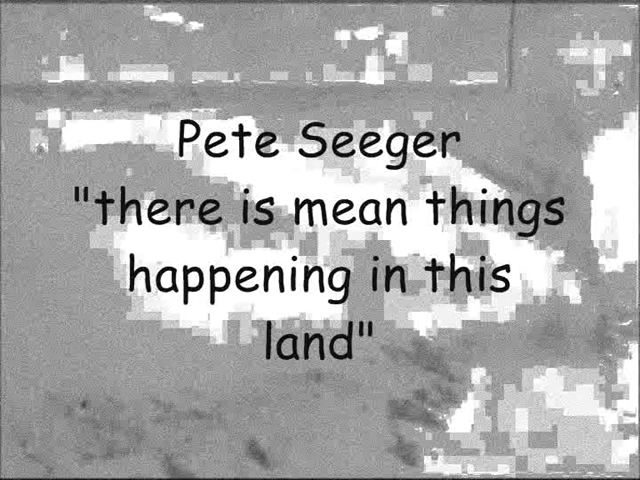 Pete Seeger
"there is mean things
happening in this
land"